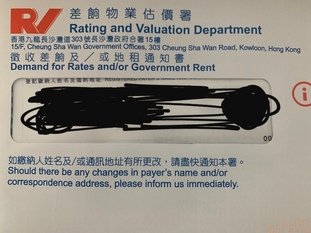 RV 差餉物業估價署
Rating and Valuation Department
香港九龍長沙灣道303號長沙灣政府合署15樓
15/F, Cheung Sha Wan Government Offices, 303 Cheung Sha Wan Road, Kowloon, Hong Kong
徵收差餉及／或地租通知書
Demand for Rates and/or Government Rent
00
如繳納人姓名及/或通訊地址有所更改，請盡快通知本署。
Should there be any changes in payer's name and/or
correspondence address, please inform us immediately.